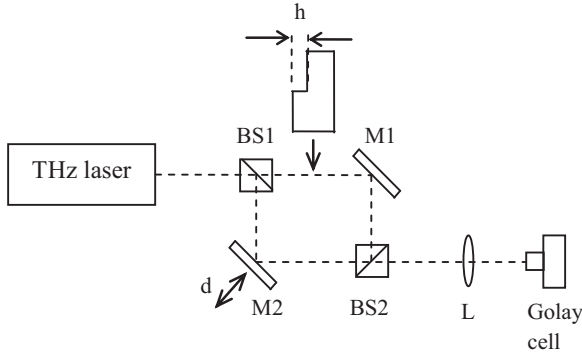 h
BS1
M1
THz laser
d
M2
BS2
L
Golay
cell